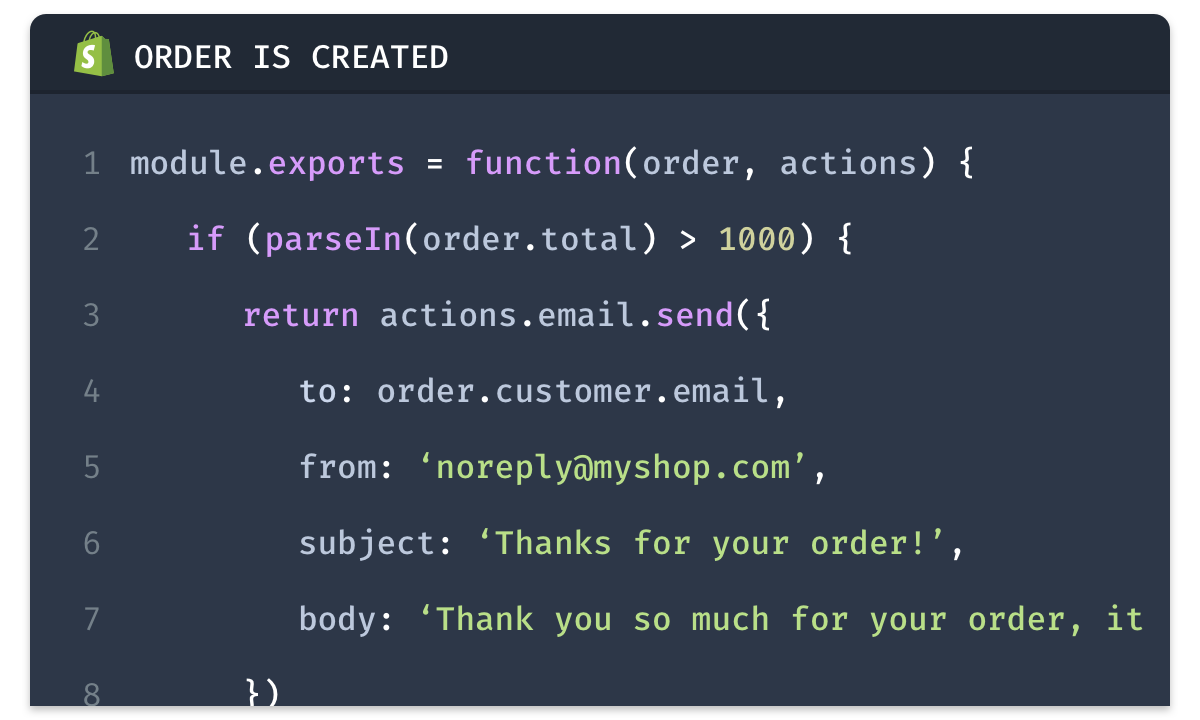 S ORDER IS CREATED
1 module.exports = function(order, actions) {
2 if (parseIn(order.total) > 1000) {
3 return actions.email.send({
4 to: order.customer.email,
5 from: ‘noreply@myshop.com’,
6 subject: ‘Thanks for your order!’,
7 body: ‘Thank you so much for your order, it
8 })